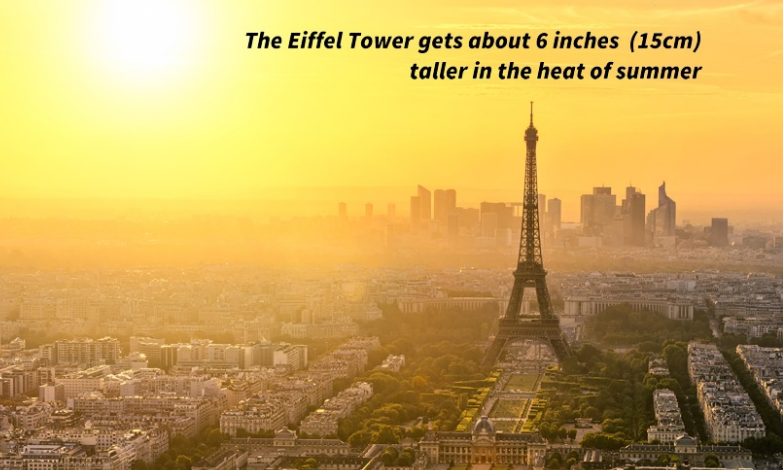 The Eiffel Tower gets about 6 inches (15cm)
taller in the heat of summer